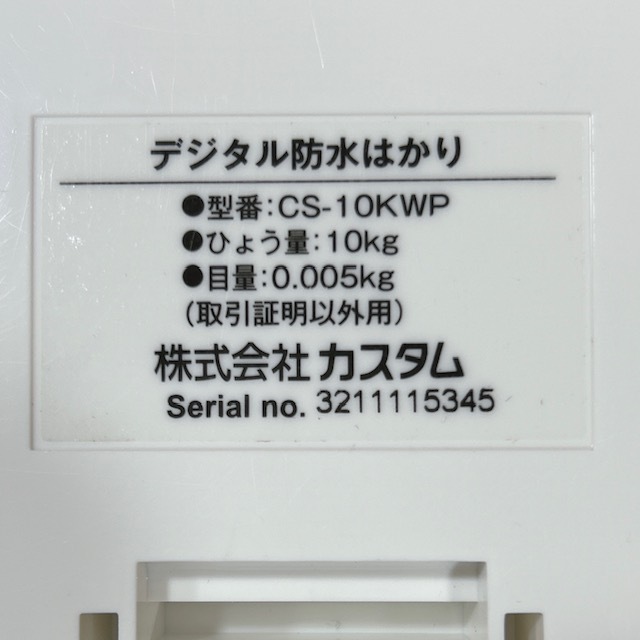 デジタル防水はかり
●型番:CS-10KWP
●ひょう量:10kg
●目量:0.005kg
(取引証明以外用)
株式会社 カスタム
Serial no. 3211115345